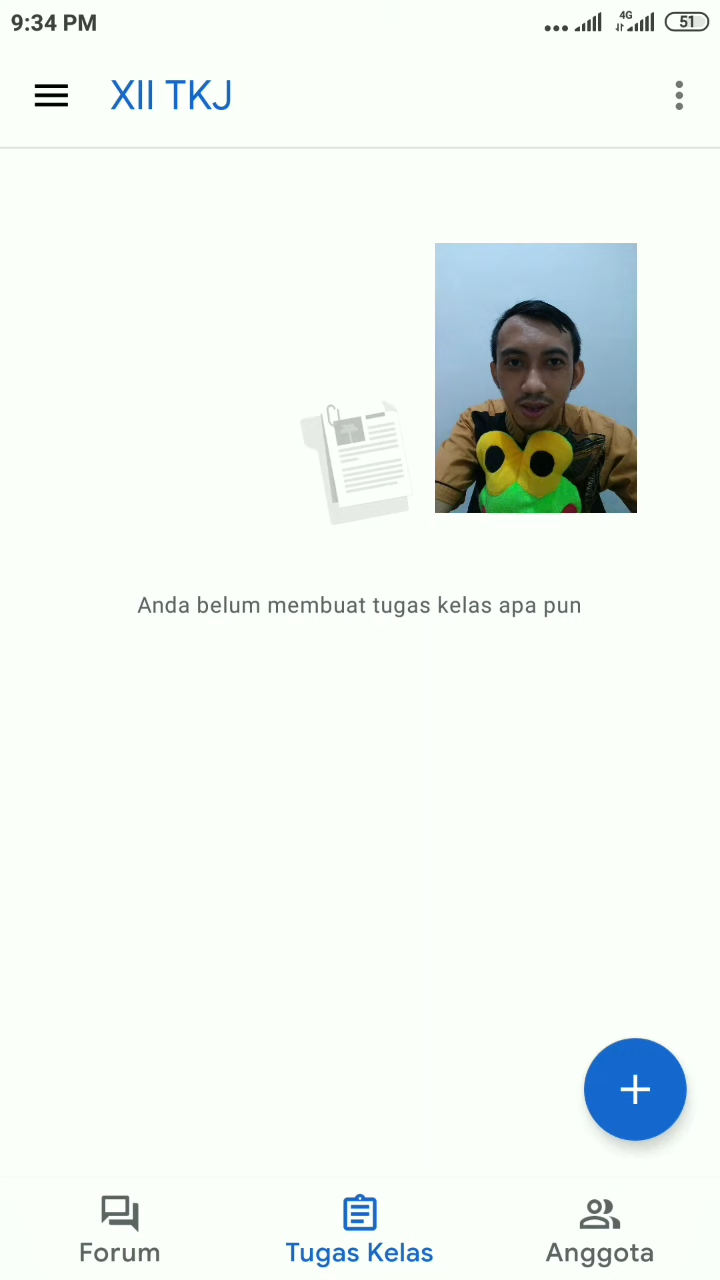 9:34 PM
4G
51
XII TKJ
Anda belum membuat tugas kelas apa pun
Forum
Tugas Kelas
Anggota